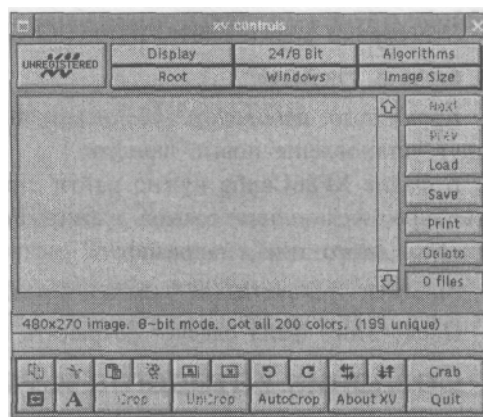 xv controls
UNREGISTERED
Display 24/8 Bit Algorithms
Root Windows Image Size
Next
Prev
Load
Save
Print
Delete
0 files
480x270 image. 8-bit mode. Got all 200 colors. (199 unique)
Grab
A Crop UnCrop AutoCrop About XV Quit